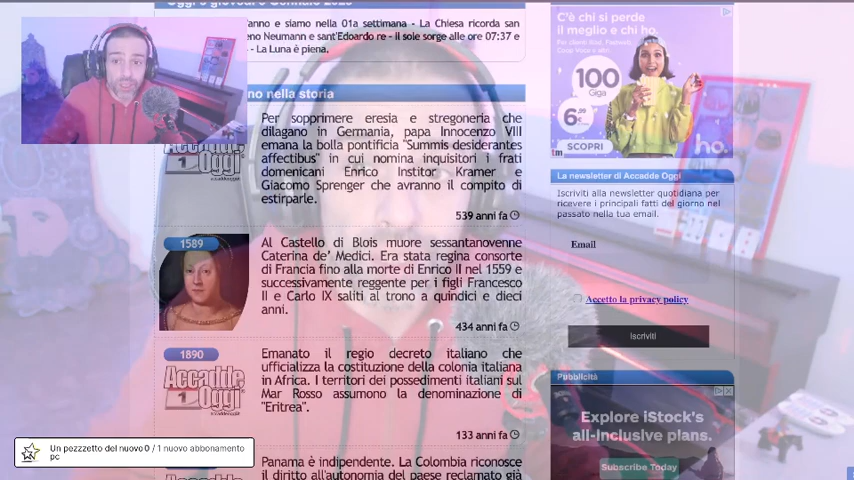 Oggi è giovedì 5 Gennaio 2023
anno e siamo nella 01a settimana - La Chiesa ricorda san
no Neumann e sant'Edoardo re - Il sole sorge alle ore 07:37 e
- La Luna è piena.
no nella storia
Per sopprimere eresia e stregoneria che
dilagano in Germania, papa Innocenzo VIII
emana la bolla pontificia "Summis desiderantes
affectibus" in cui nomina inquisitori i frati
domenicani Enrico Institor Kramer e
Giacomo Sprenger che avranno il compito di
estirparle.
Accadde
1 Oggi
539 anni fa
1589
Al Castello di Blois muore sessantanovenne
Caterina de' Medici. Era stata regina consorte
di Francia fino alla morte di Enrico II nel 1559 e
successivamente reggente per i figli Francesco
II e Carlo IX saliti al trono a quindici e dieci
anni.
434 anni fa
1890
Accadde
1 Oggi
Emanato il regio decreto italiano che
ufficializza la costituzione della colonia italiana
in Africa. I territori dei possedimenti italiani sul
Mar Rosso assumono la denominazione di
"Eritrea".
133 anni fa
Panama è indipendente. La Colombia riconosce
il diritto all'autonomia del paese reclamato già
C'è chi si perde
il meglio e chi ho.
100
Giga
6,99
SCOPRI
ho.
tm
La newsletter di Accadde Oggi
Iscriviti alla newsletter quotidiana per
ricevere i principali fatti del giorno nel
passato nella tua email.
Email
Accetto la privacy policy
Iscriviti
Pubblicità
Explore iStock's
all-inclusive plans.
Subscribe Today
Un pezzzetto del nuovo 0 / 1 nuovo abbonamento
pc